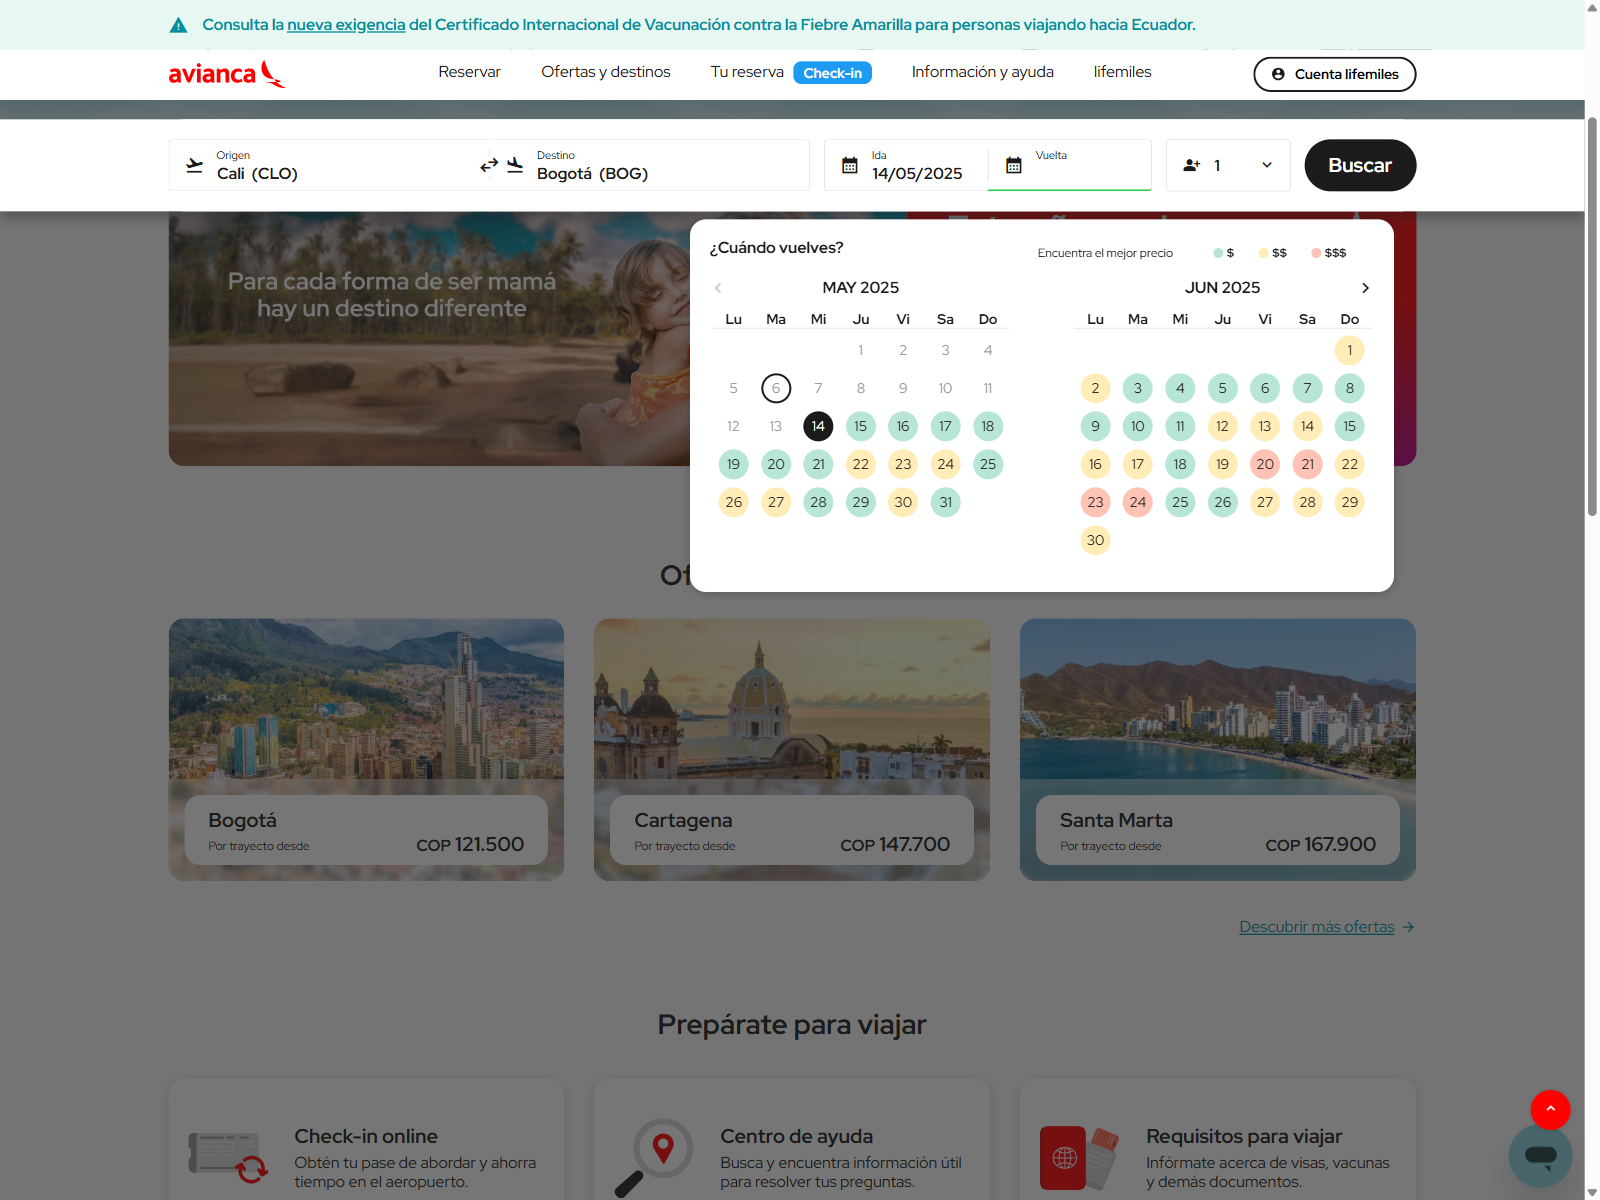 Consulta la nueva exigencia del Certificado Internacional de Vacunación contra la Fiebre Amarilla para personas viajando hacia Ecuador.
avianca
Reservar
Ofertas y destinos
Tu reserva Check-in
Información y ayuda
lifemiles
Cuenta lifemiles
Origen
Cali (CLO)
Destino
Bogotá (BOG)
Ida
14/05/2025
Vuelta
1
Buscar
Para cada forma de ser mamá
hay un destino diferente
¿Cuándo vuelves?
Encuentra el mejor precio $ $$ $$$
MAY 2025
Lu Ma Mi Ju Vi Sa Do
1 2 3 4
5 6 7 8 9 10 11
12 13 14 15 16 17 18
19 20 21 22 23 24 25
26 27 28 29 30 31
JUN 2025
Lu Ma Mi Ju Vi Sa Do
1
2 3 4 5 6 7 8
9 10 11 12 13 14 15
16 17 18 19 20 21 22
23 24 25 26 27 28 29
30
Bogotá
Por trayecto desde COP 121.500
Cartagena
Por trayecto desde COP 147.700
Santa Marta
Por trayecto desde COP 167.900
Descubrir más ofertas
Prepárate para viajar
Check-in online
Obtén tu pase de abordar y ahorra
tiempo en el aeropuerto.
Centro de ayuda
Busca y encuentra información útil
para resolver tus preguntas.
Requisitos para viajar
Infórmate acerca de visas, vacunas
y demás documentos.